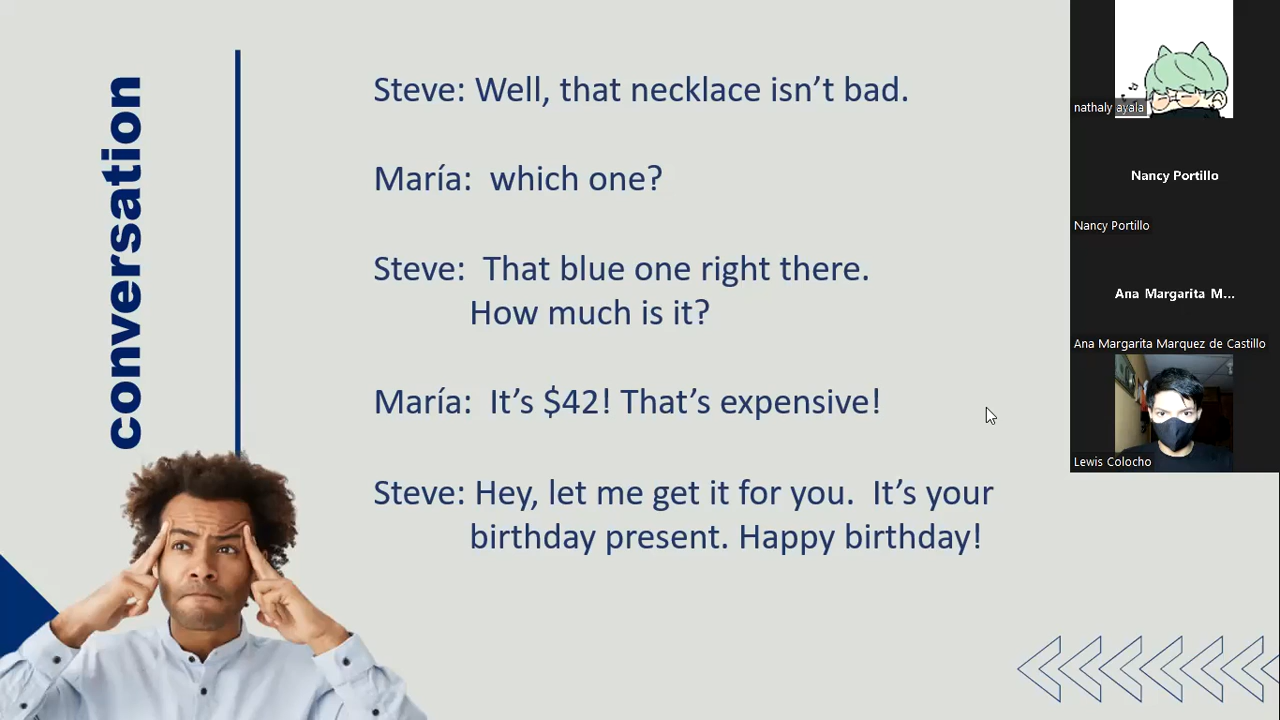 conversation
Steve: Well, that necklace isn't bad.
María: which one?
Steve: That blue one right there.
How much is it?
María: It's $42! That's expensive!
Steve: Hey, let me get it for you. It's your
birthday present. Happy birthday!
nathaly ayala
Nancy Portillo
Nancy Portillo
Ana Margarita M...
Ana Margarita Marquez de Castillo
Lewis Colocho